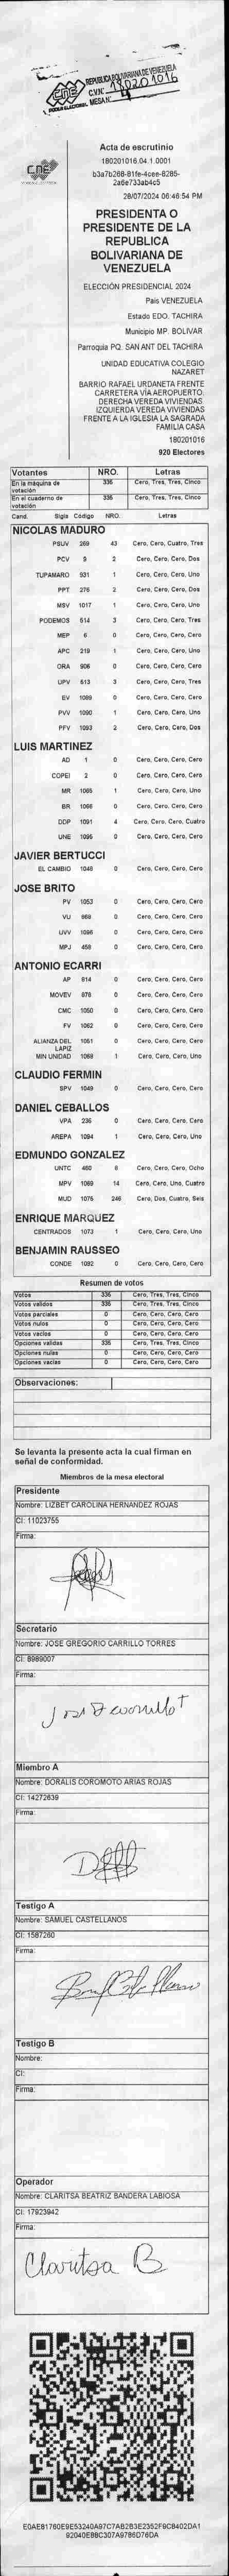 CNE
REPUBLICA BOLIVARIANA DE VENEZUELA
C.V.N°. 180201016
PODER ELECTORAL MESA N°. 4
CNE
Acta de escrutinio
180201016.04.1.0001
b3a7b268-81fe-4cee-8285-
2a6e733ab4c5
28/07/2024 06:46:54 PM
PRESIDENTA O
PRESIDENTE DE LA
REPUBLICA
BOLIVARIANA DE
VENEZUELA
ELECCIÓN PRESIDENCIAL 2024
Pais VENEZUELA
Estado EDO. TACHIRA
Municipio MP. BOLIVAR
Parroquia PQ. SAN ANT DEL TACHIRA
UNIDAD EDUCATIVA COLEGIO
NAZARET
BARRIO RAFAEL URDANETA FRENTE
CARRETERA VÍA AEROPUERTO.
DERECHA VEREDA VIVIENDAS.
IZQUIERDA VEREDA VIVIENDAS
FRENTE A LA IGLESIA LA SAGRADA
FAMILIA CASA
180201016
920 Electores
Votantes NRO. Letras
En la máquina de votación 335 Cero, Tres, Tres, Cinco
En el cuaderno de votación 335 Cero, Tres, Tres, Cinco
Cand. Sigla Código NRO. Letras
NICOLAS MADURO
PSUV 269 43 Cero, Cero, Cuatro, Tres
PCV 9 2 Cero, Cero, Cero, Dos
TUPAMARO 931 1 Cero, Cero, Cero, Uno
PPT 275 2 Cero, Cero, Cero, Dos
MSV 1017 1 Cero, Cero, Cero, Uno
PODEMOS 514 3 Cero, Cero, Cero, Tres
MEP 6 0 Cero, Cero, Cero, Cero
APC 219 1 Cero, Cero, Cero, Uno
ORA 906 0 Cero, Cero, Cero, Cero
UPV 513 3 Cero, Cero, Cero, Tres
EV 1089 0 Cero, Cero, Cero, Cero
PVV 1090 1 Cero, Cero, Cero, Uno
PFV 1093 2 Cero, Cero, Cero, Dos
LUIS MARTINEZ
AD 1 0 Cero, Cero, Cero, Cero
COPEI 2 0 Cero, Cero, Cero, Cero
MR 1065 1 Cero, Cero, Cero, Uno
BR 1066 0 Cero, Cero, Cero, Cero
DDP 1091 4 Cero, Cero, Cero, Cuatro
UNE 1095 0 Cero, Cero, Cero, Cero
JAVIER BERTUCCI
EL CAMBIO 1048 0 Cero, Cero, Cero, Cero
JOSE BRITO
PV 1053 0 Cero, Cero, Cero, Cero
VU 968 0 Cero, Cero, Cero, Cero
UVV 1096 0 Cero, Cero, Cero, Cero
MPJ 458 0 Cero, Cero, Cero, Cero
ANTONIO ECARRI
AP 814 0 Cero, Cero, Cero, Cero
MOVEV 876 0 Cero, Cero, Cero, Cero
CMC 1050 0 Cero, Cero, Cero, Cero
FV 1062 0 Cero, Cero, Cero, Cero
ALIANZA DEL LAPIZ 1051 0 Cero, Cero, Cero, Cero
MIN UNIDAD 1068 1 Cero, Cero, Cero, Uno
CLAUDIO FERMIN
SPV 1049 0 Cero, Cero, Cero, Cero
DANIEL CEBALLOS
VPA 236 0 Cero, Cero, Cero, Cero
AREPA 1094 1 Cero, Cero, Cero, Uno
EDMUNDO GONZALEZ
UNTC 460 8 Cero, Cero, Cero, Ocho
MPV 1069 14 Cero, Cero, Uno, Cuatro
MUD 1075 246 Cero, Dos, Cuatro, Seis
ENRIQUE MARQUEZ
CENTRADOS 1073 1 Cero, Cero, Cero, Uno
BENJAMIN RAUSSEO
CONDE 1092 0 Cero, Cero, Cero, Cero
Resumen de votos
Votos 335 Cero, Tres, Tres, Cinco
Votos válidos 335 Cero, Tres, Tres, Cinco
Votos parciales 0 Cero, Cero, Cero, Cero
Votos nulos 0 Cero, Cero, Cero, Cero
Votos vacíos 0 Cero, Cero, Cero, Cero
Opciones válidas 335 Cero, Tres, Tres, Cinco
Opciones nulas 0 Cero, Cero, Cero, Cero
Opciones vacías 0 Cero, Cero, Cero, Cero
Observaciones:
Se levanta la presente acta la cual firman en
señal de conformidad.
Miembros de la mesa electoral
Presidente
Nombre: LIZBET CAROLINA HERNANDEZ ROJAS
CI: 11023755
Firma:
Secretario
Nombre: JOSE GREGORIO CARRILLO TORRES
CI: 8989007
Firma:
Miembro A
Nombre: DORALIS COROMOTO ARIAS ROJAS
CI: 14272639
Firma:
Testigo A
Nombre: SAMUEL CASTELLANOS
CI: 1587260
Firma:
Testigo B
Nombre:
CI:
Firma:
Operador
Nombre: CLARITSA BEATRIZ BANDERA LABIOSA
CI: 17923942
Firma:
Claritsa B
E0AE81760E9E53240A97C7AB2B3E2352F9C8402DA1
92040E88C307A9786D76DA